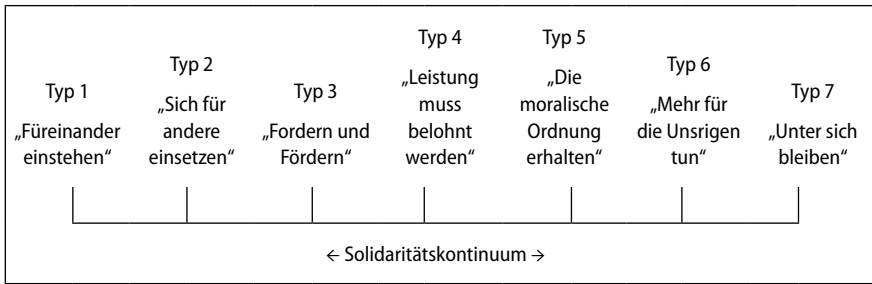 Typ 1
„Füreinander
einstehen“
Typ 2
„Sich für
andere
einsetzen“
Typ 3
„Fordern und
Fördern“
Typ 4
„Leistung
muss
belohnt
werden“
Typ 5
„Die
moralische
Ordnung
erhalten“
Typ 6
„Mehr für
die Unsrigen
tun“
Typ 7
„Unter sich
bleiben“
← Solidaritätskontinuum →